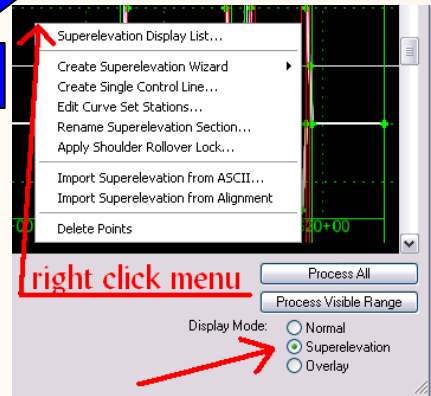 Superelevation Display List...
Create Superelevation Wizard
Create Single Control Line...
Edit Curve Set Stations...
Rename Superelevation Section...
Apply Shoulder Rollover Lock...
Import Superelevation from ASCII...
Import Superelevation from Alignment
Delete Points
right click menu
Process All
Process Visible Range
Display Mode:
Normal
Superelevation
Overlay